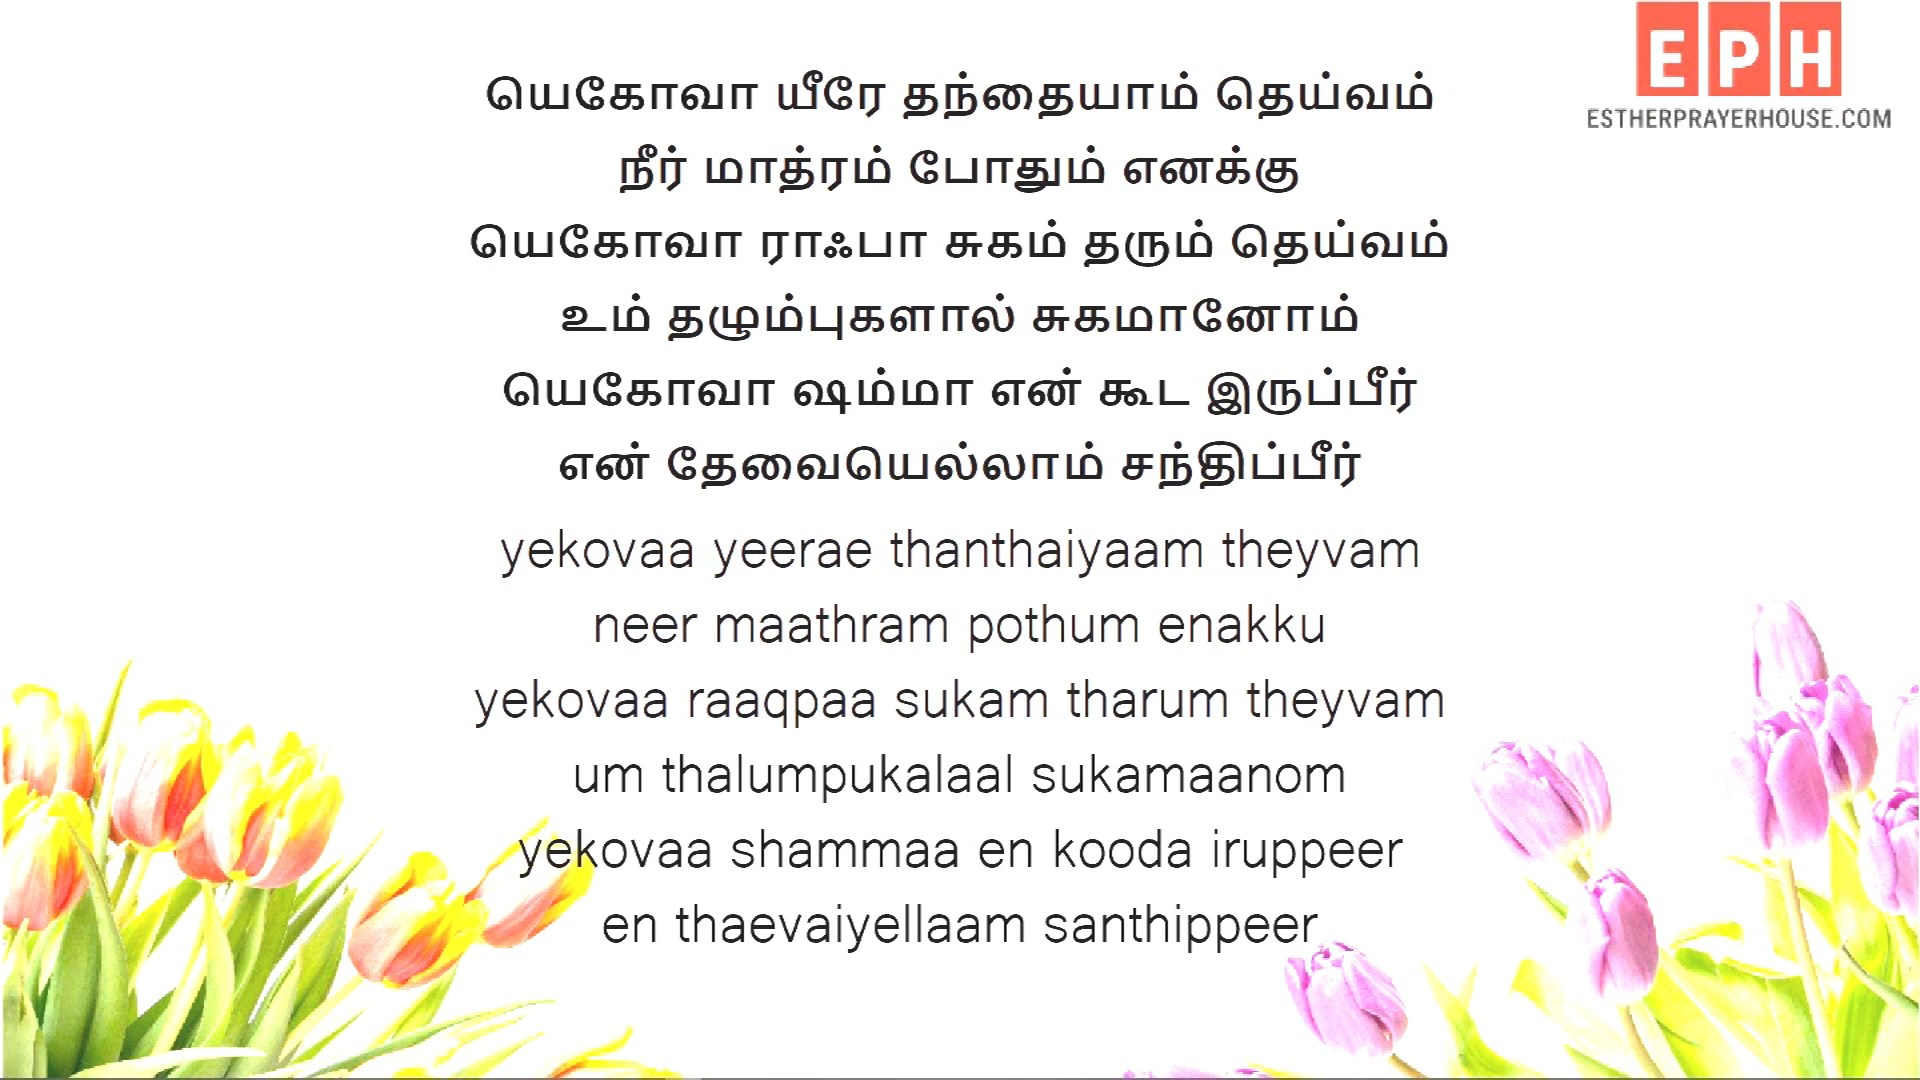 EPH
ESTHERPRAYERHOUSE.COM
யெகோவா யீரே தந்தையாம் தெய்வம்
நீர் மாத்ரம் போதும் எனக்கு
யெகோவா ராஃபா சுகம் தரும் தெய்வம்
உம் தழும்புகளால் சுகமானோம்
யெகோவா ஷம்மா என் கூட இருப்பீர்
என் தேவையெல்லாம் சந்திப்பீர்
yekovaa yeerae thanthaiyaam theyvam
neer maathram pothum enakku
yekovaa raaqpaa sukam tharum theyvam
um thalumpukalaal sukamaanom
yekovaa shammaa en kooda iruppeer
en thaevaiyellaam santhippeer